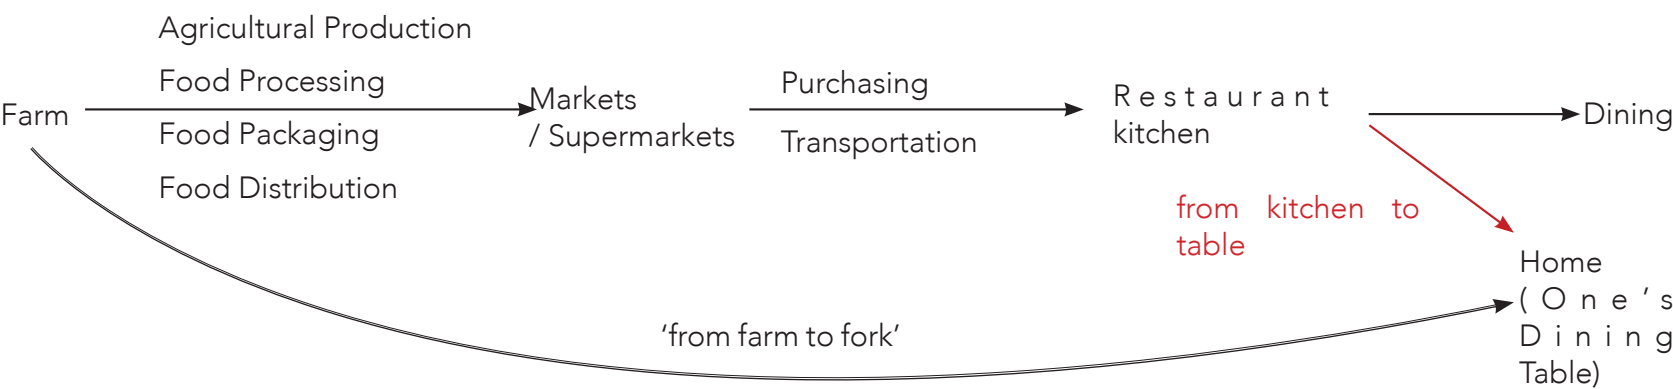 Farm
Agricultural Production
Food Processing
Food Packaging
Food Distribution
Markets
/ Supermarkets
Purchasing
Transportation
Restaurant
kitchen
Dining
from kitchen to
table
Home
(One’s
Dining
Table)
‘from farm to fork’